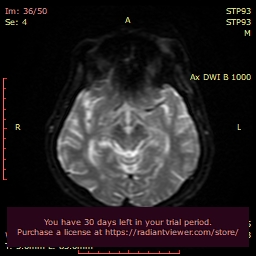 Im: 36/50
Se: 4
A
STP93
STP93
M
Ax DWI B 1000
R
L
You have 30 days left in your trial period.
Purchase a license at https://radiantviewer.com/store/